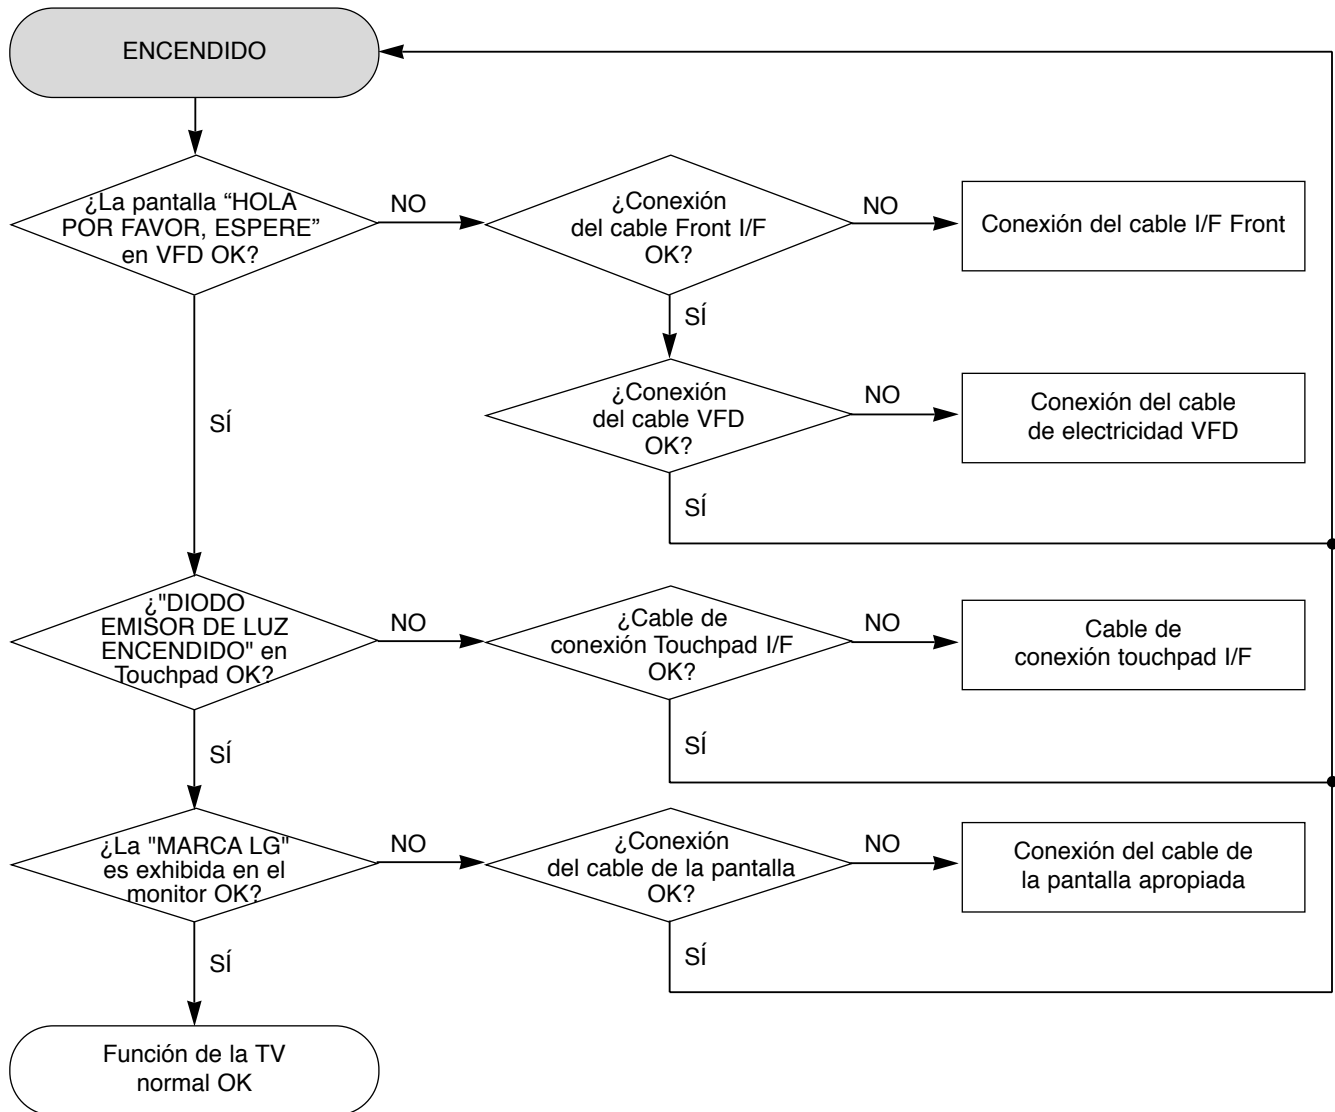 ENCENDIDO
¿La pantalla “HOLA
POR FAVOR, ESPERE”
en VFD OK?
NO
¿Conexión
del cable Front I/F
OK?
NO
Conexión del cable I/F Front
SÍ
SÍ
¿Conexión
del cable VFD
OK?
NO
Conexión del cable
de electricidad VFD
SÍ
¿"DIODO
EMISOR DE LUZ
ENCENDIDO" en
Touchpad OK?
NO
¿Cable de
conexión Touchpad I/F
OK?
NO
Cable de
conexión touchpad I/F
SÍ
SÍ
¿La "MARCA LG"
es exhibida en el
monitor OK?
NO
¿Conexión
del cable de la pantalla
OK?
NO
Conexión del cable de
la pantalla apropiada
SÍ
SÍ
Función de la TV
normal OK